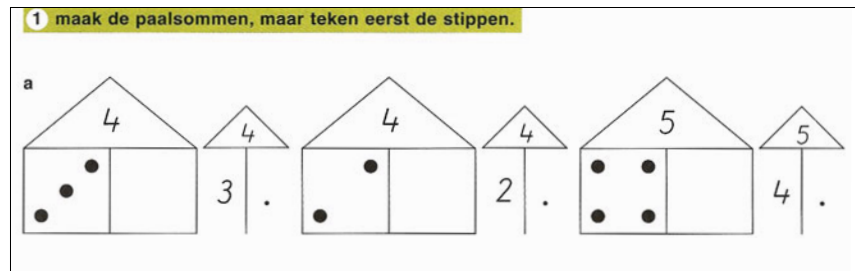 1 maak de paalsommen, maar teken eerst de stippen.
a
4 4 4 4 5 5
3 . 2 . 4 .